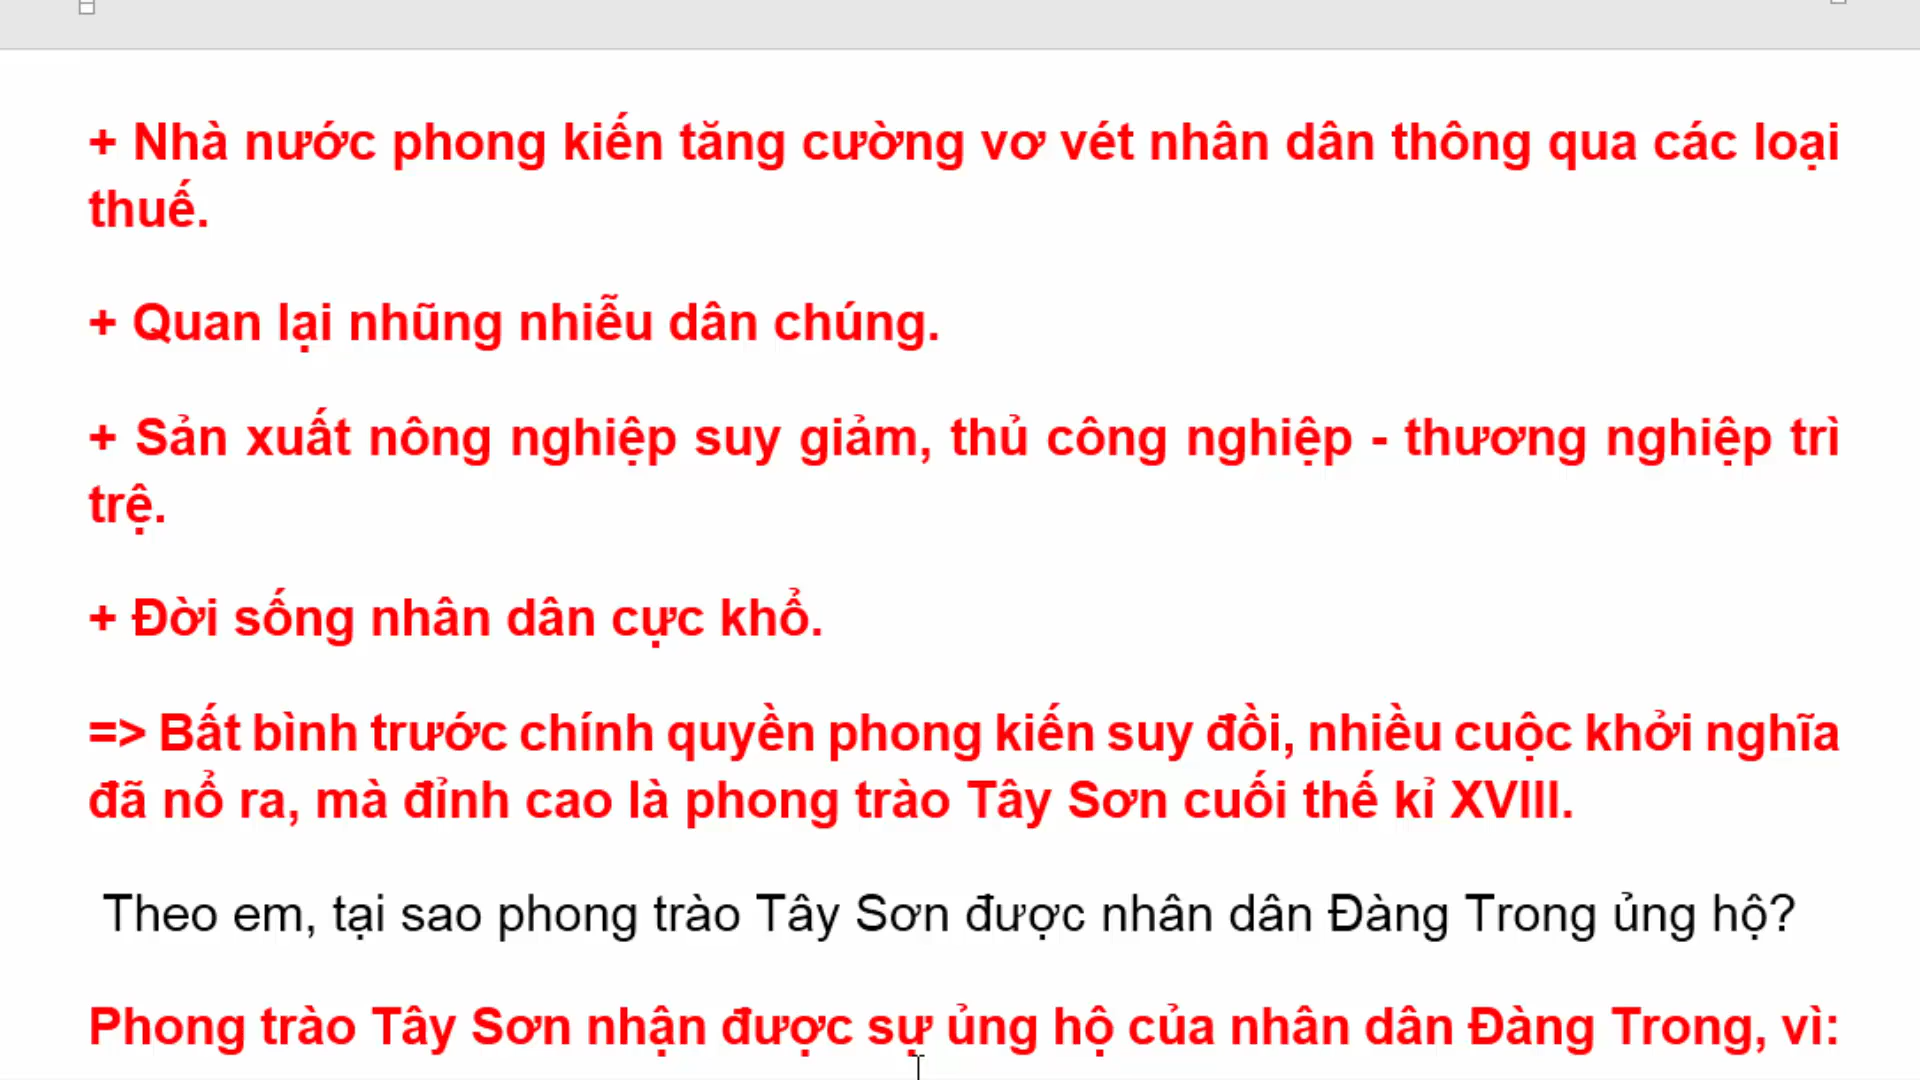 + Nhà nước phong kiến tăng cường vơ vét nhân dân thông qua các loại
thuế.
+ Quan lại nhũng nhiễu dân chúng.
+ Sản xuất nông nghiệp suy giảm, thủ công nghiệp - thương nghiệp trì
trệ.
+ Đời sống nhân dân cực khổ.
=> Bất bình trước chính quyền phong kiến suy đồi, nhiều cuộc khởi nghĩa
đã nổ ra, mà đỉnh cao là phong trào Tây Sơn cuối thế kỉ XVIII.
Theo em, tại sao phong trào Tây Sơn được nhân dân Đàng Trong ủng hộ?
Phong trào Tây Sơn nhận được sự ủng hộ của nhân dân Đàng Trong, vì: